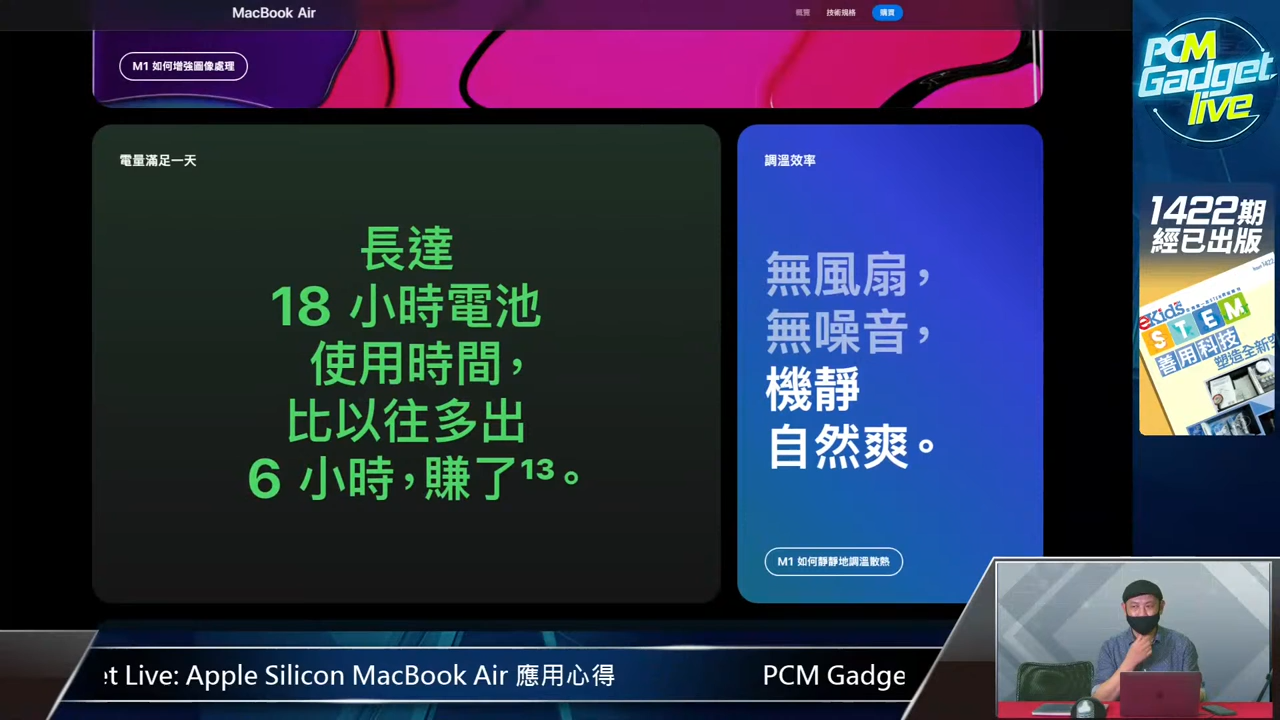 MacBook Air
概覽
技術規格
購買
M1 如何增強圖像處理
電量滿足一天
長達
18 小時電池
使用時間，
比以往多出
6 小時，賺了¹³。
調溫效率
無風扇，
無噪音，
機靜
自然爽。
M1 如何靜靜地調溫散熱
PCM
Gadget
live
1422期
經已出版
eKids
STEM
善用科技
et Live: Apple Silicon MacBook Air 應用心得
PCM Gadge